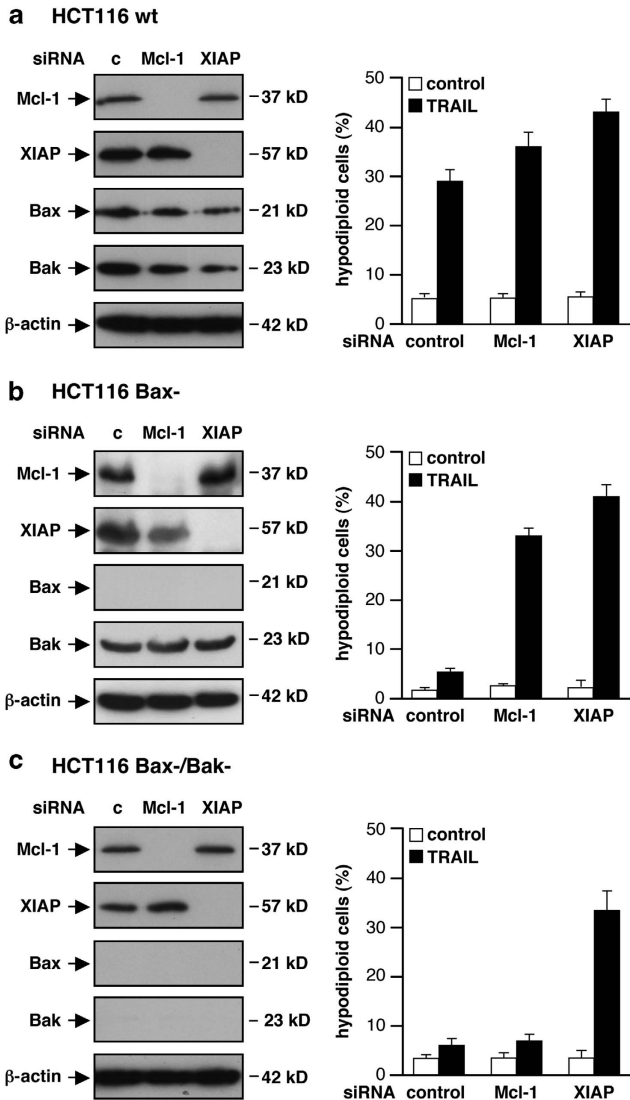 a HCT116 wt
siRNA c Mcl-1 XIAP
Mcl-1 37 kD
XIAP 57 kD
Bax 21 kD
Bak 23 kD
β-actin 42 kD
hypodiploid cells (%)
50
40
30
20
10
0
control
TRAIL
siRNA control Mcl-1 XIAP
b HCT116 Bax-
siRNA c Mcl-1 XIAP
Mcl-1 37 kD
XIAP 57 kD
Bax 21 kD
Bak 23 kD
β-actin 42 kD
hypodiploid cells (%)
50
40
30
20
10
0
control
TRAIL
siRNA control Mcl-1 XIAP
c HCT116 Bax-/Bak-
siRNA c Mcl-1 XIAP
Mcl-1 37 kD
XIAP 57 kD
Bax 21 kD
Bak 23 kD
β-actin 42 kD
hypodiploid cells (%)
50
40
30
20
10
0
control
TRAIL
siRNA control Mcl-1 XIAP